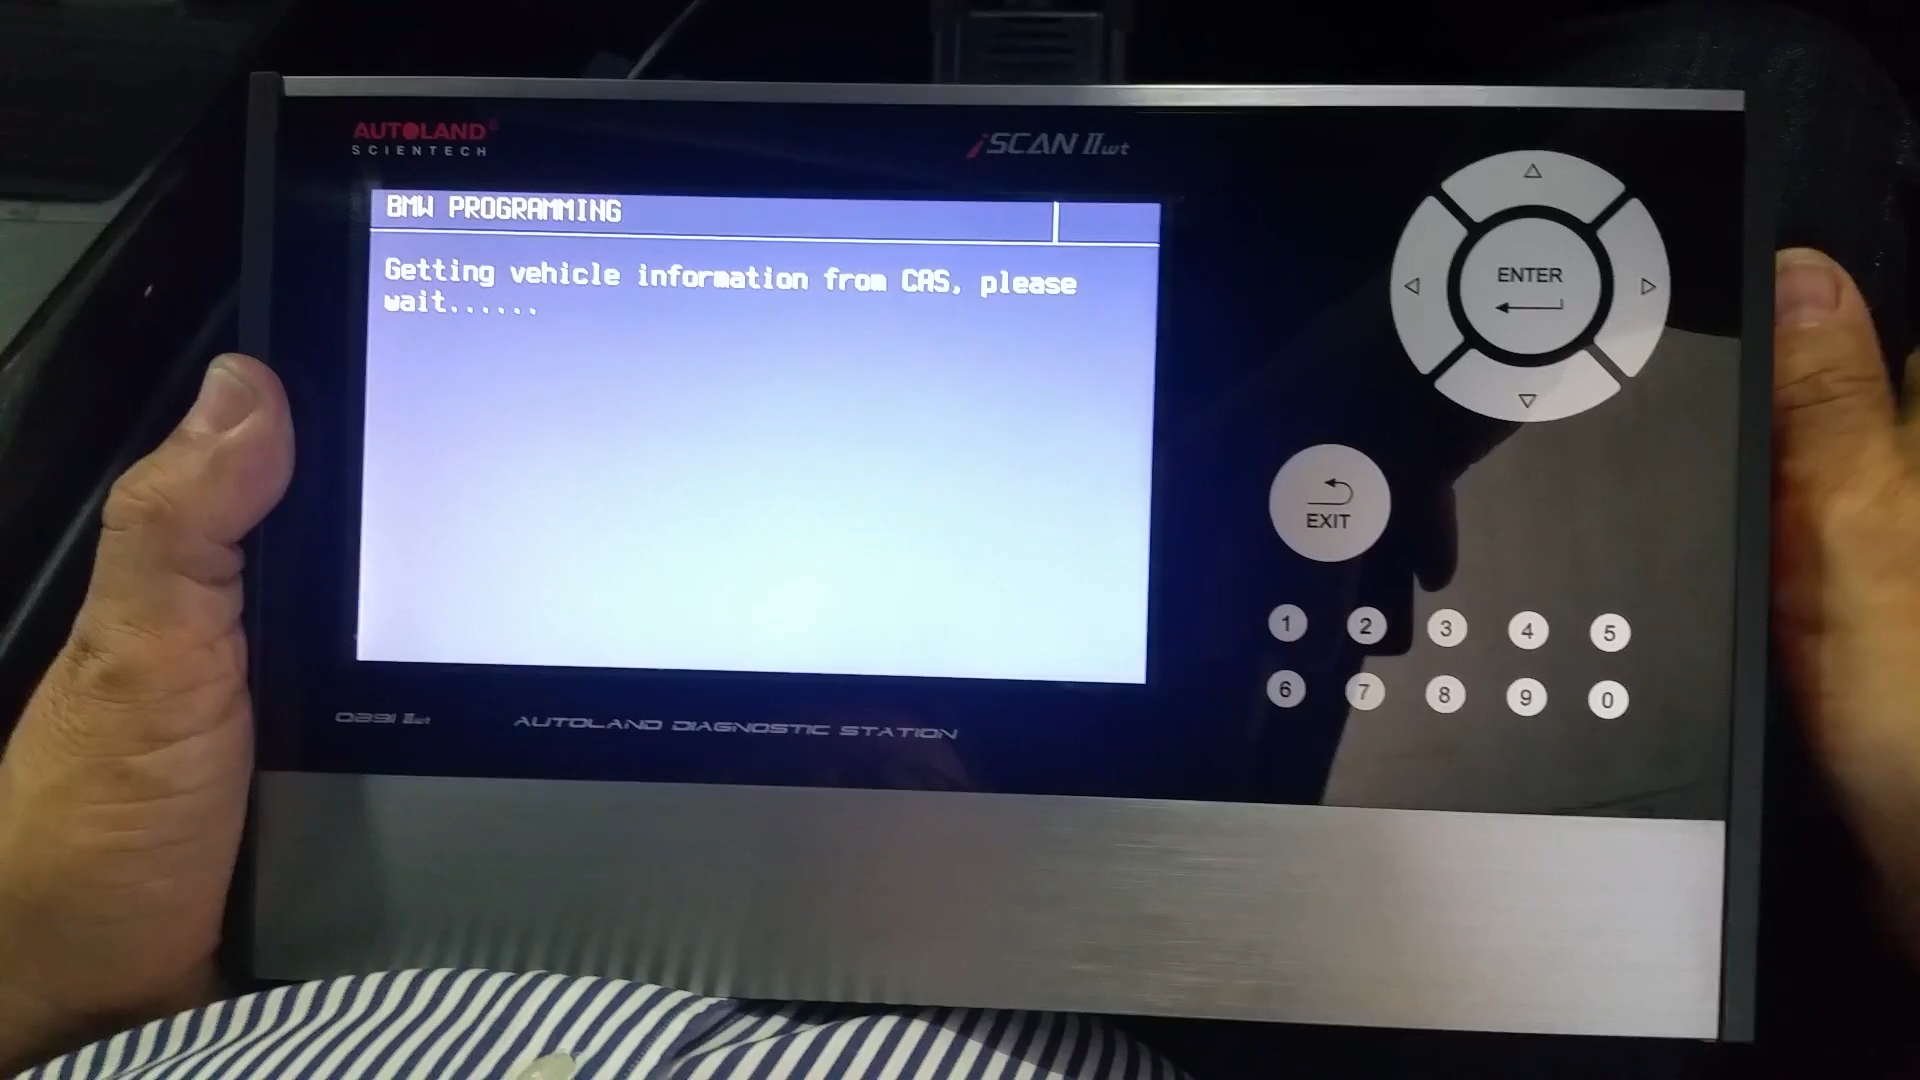 AUTOLAND®
SCIENTECH
iSCAN IIwt
BMW PROGRAMMING
Getting vehicle information from CAS, please
wait......
ENTER
EXIT
1 2 3 4 5
6 7 8 9 0
AUTOLAND DIAGNOSTIC STATION